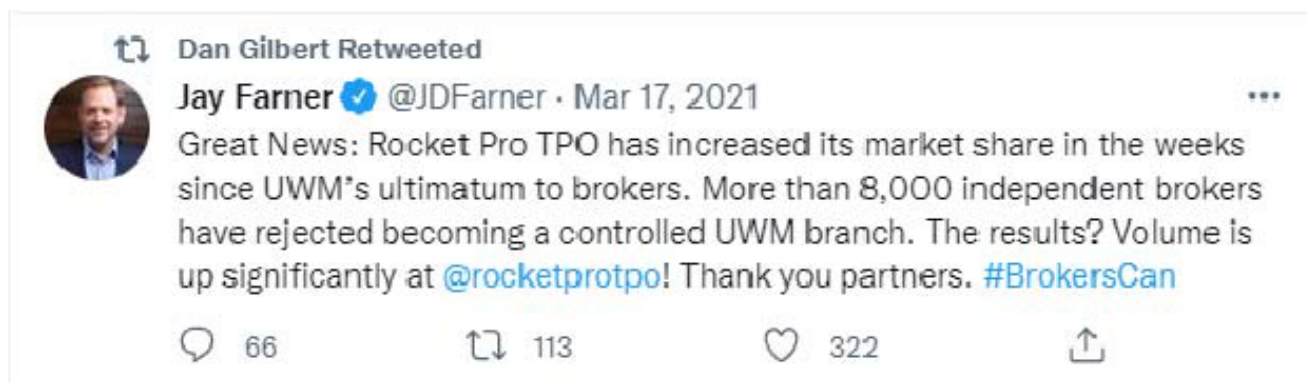 Dan Gilbert Retweeted
Jay Farner @JDFarner · Mar 17, 2021
Great News: Rocket Pro TPO has increased its market share in the weeks
since UWM's ultimatum to brokers. More than 8,000 independent brokers
have rejected becoming a controlled UWM branch. The results? Volume is
up significantly at @rocketprotpo! Thank you partners. #BrokersCan
66 113 322